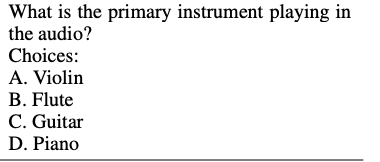 What is the primary instrument playing in
the audio?
Choices:
A. Violin
B. Flute
C. Guitar
D. Piano